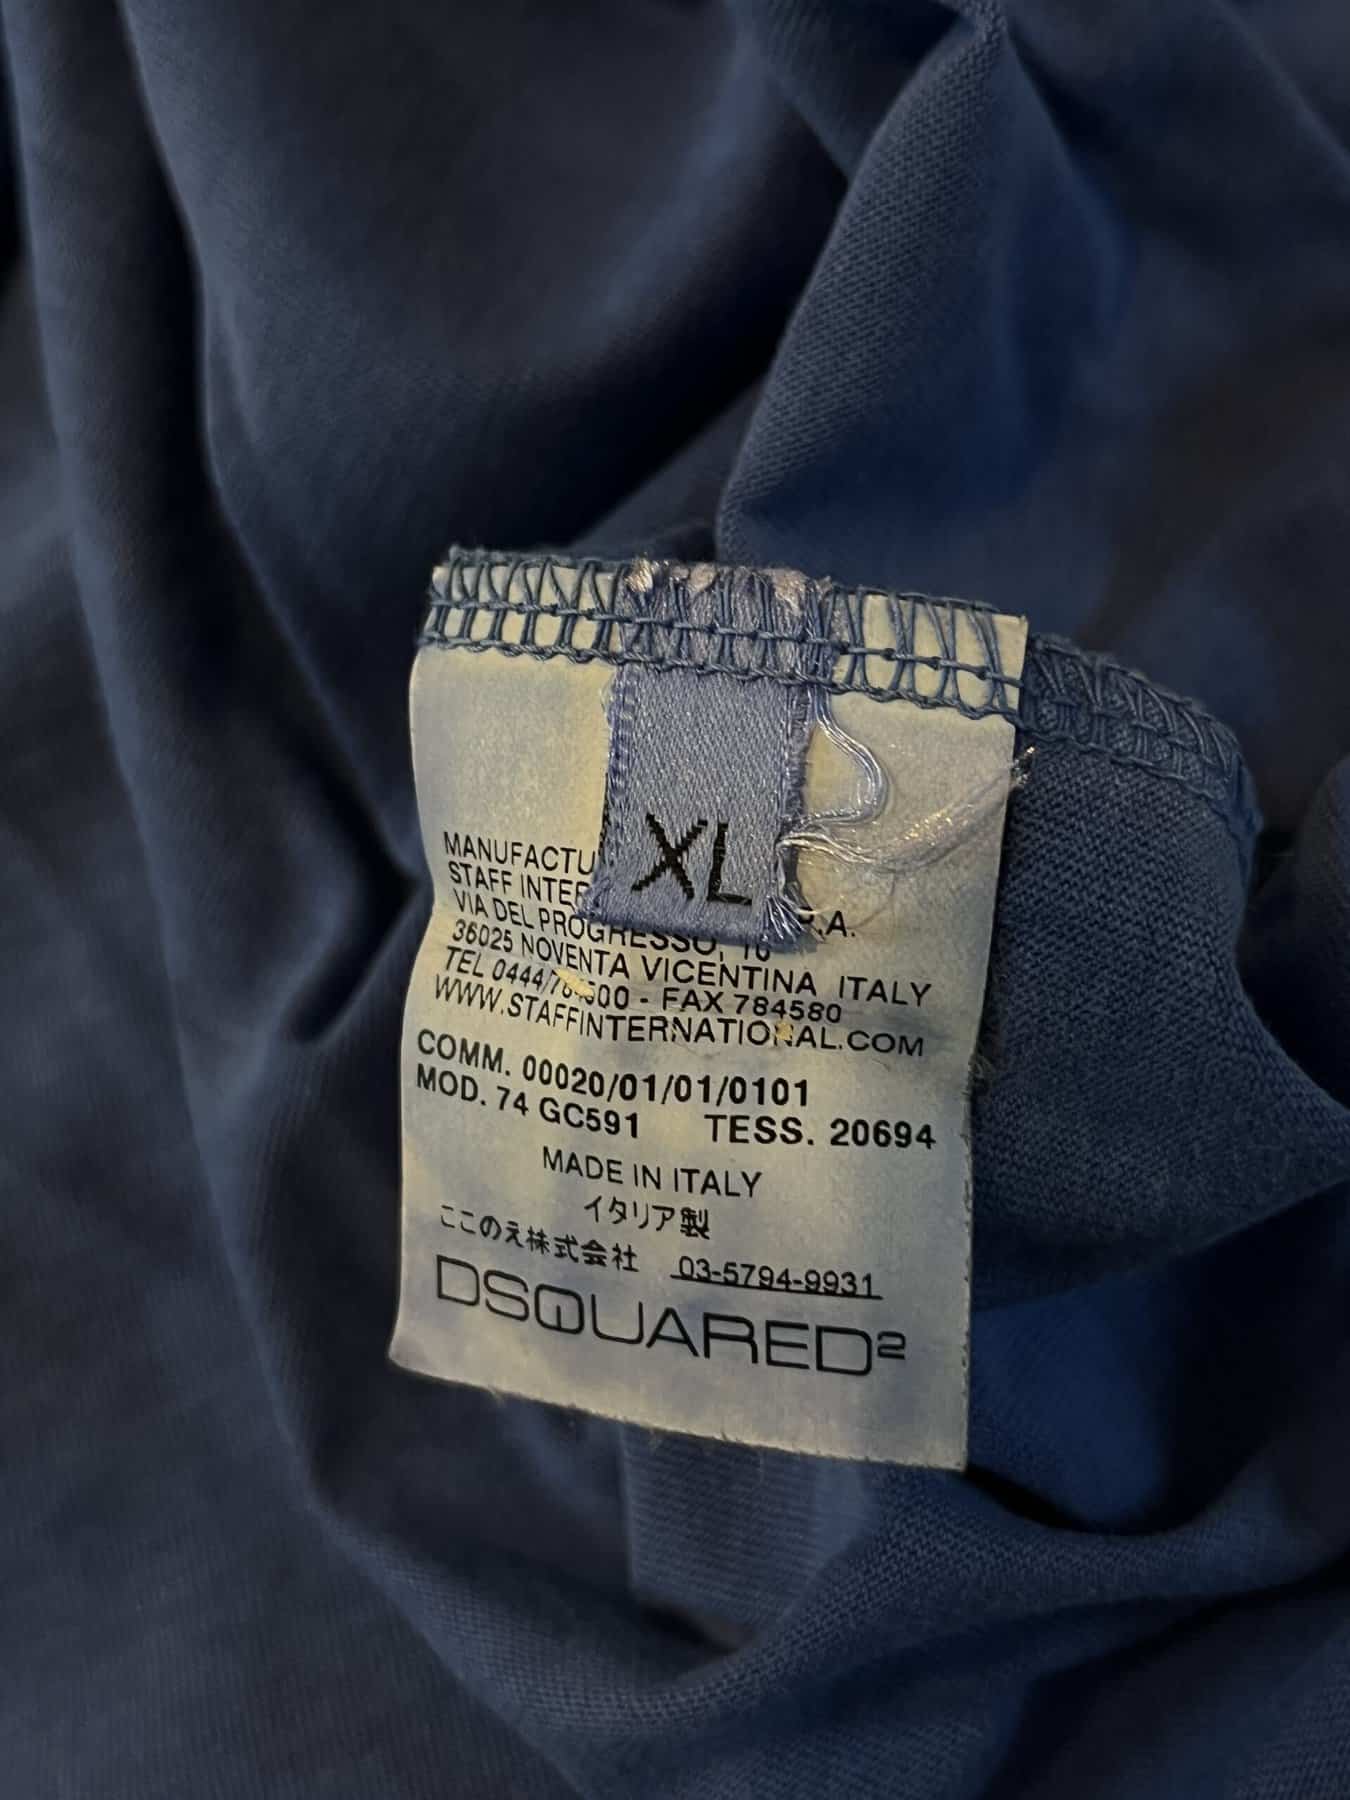 XL
MANUFACTU
STAFF INTER .A.
VIA DEL PROGRESSO, 10
36025 NOVENTA VICENTINA ITALY
TEL 0444/784500 - FAX 784580
WWW.STAFFINTERNATIONAL.COM
COMM. 00020/01/01/0101
MOD. 74 GC591 TESS. 20694
MADE IN ITALY
イタリア製
ここのえ株式会社 03-5794-9931
DSQUARED2